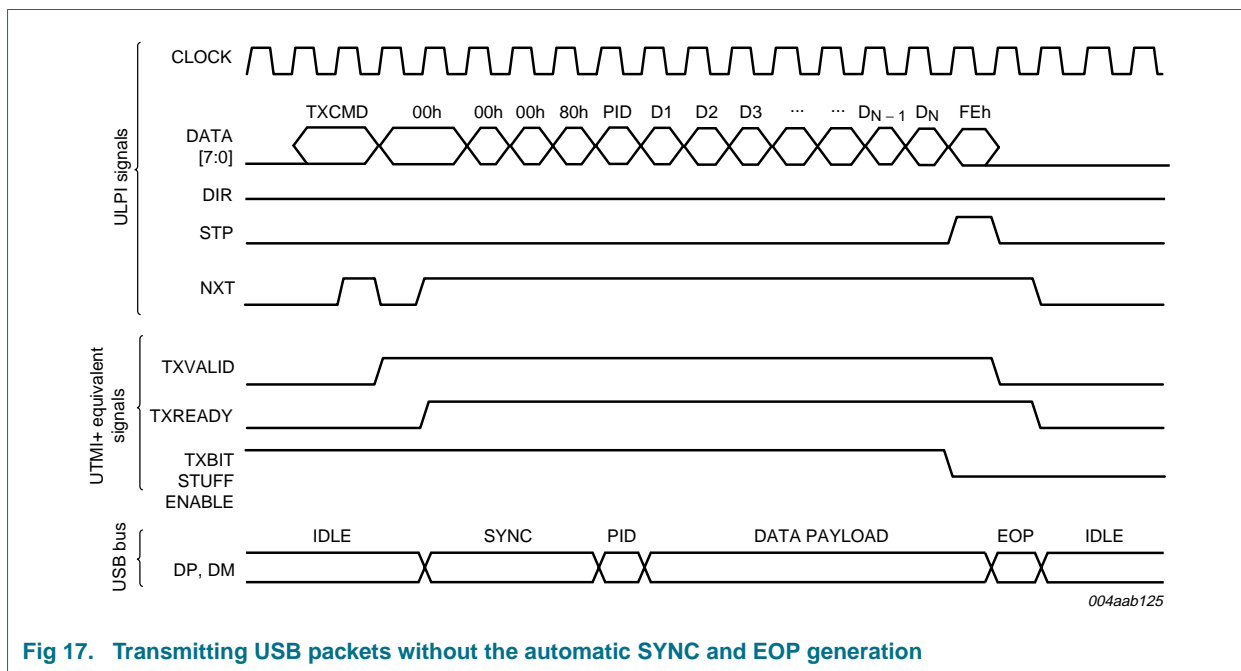 CLOCK
TXCMD 00h 00h 00h 80h PID D1 D2 D3 ... ... DN – 1 DN FEh
DATA
[7:0]
DIR
STP
NXT
ULPI signals
TXVALID
TXREADY
TXBIT
STUFF
ENABLE
UTMI+ equivalent
signals
IDLE SYNC PID DATA PAYLOAD EOP IDLE
DP, DM
USB bus
004aab125
Fig 17. Transmitting USB packets without the automatic SYNC and EOP generation